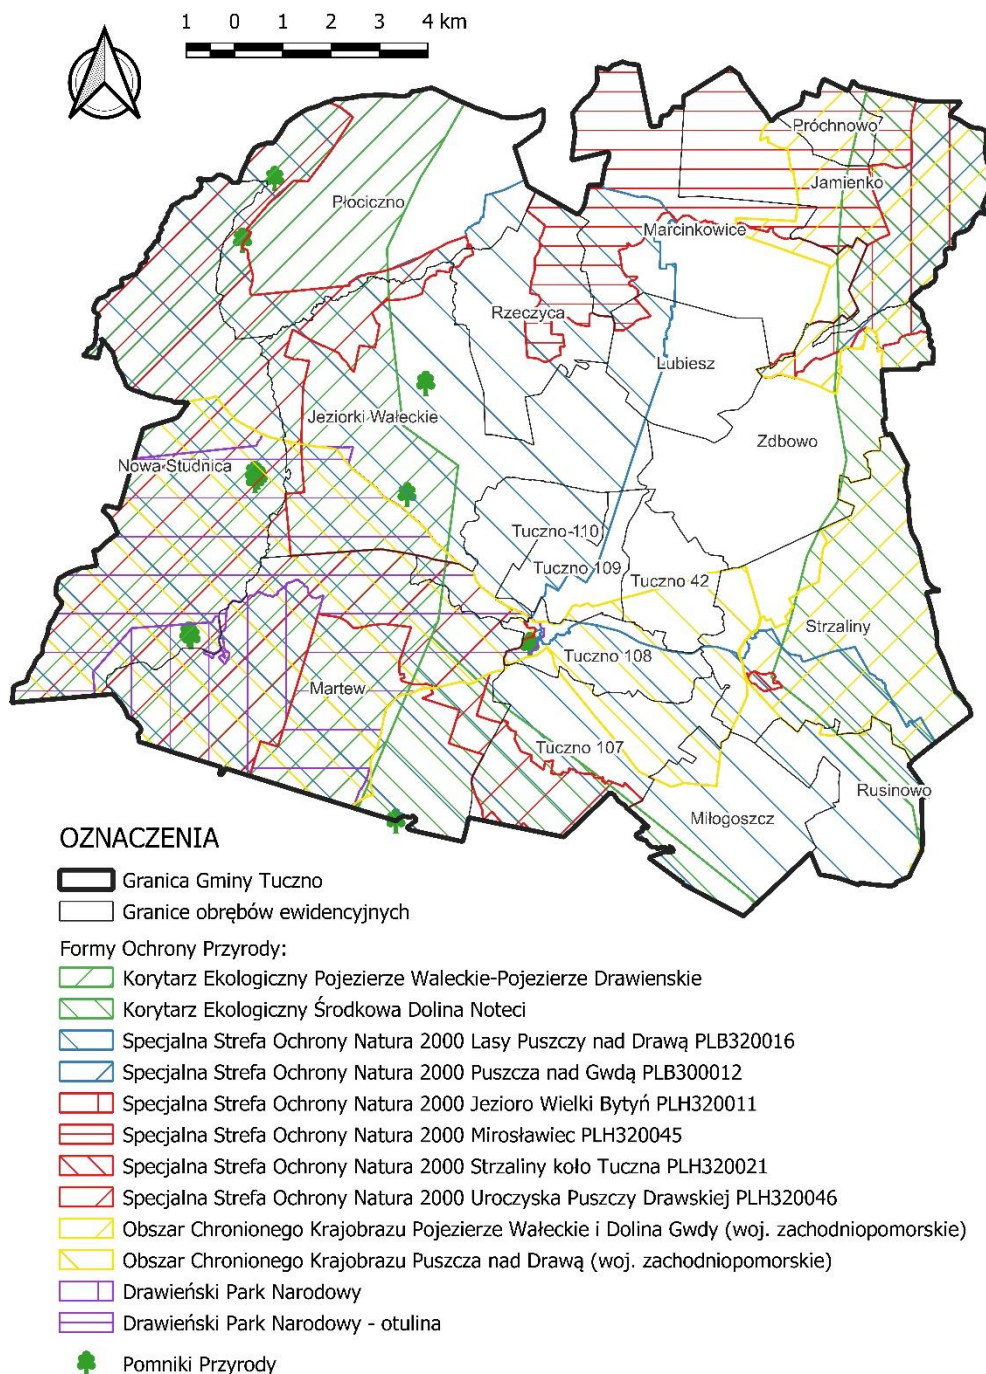 1 0 1 2 3 4 km
Próchnowo
Jamienko
Płociczno
Marcinkowice
Rzeczyca
Lubiesz
Jeziorki Wałeckie
Zdbowo
Nowa Studnica
Tuczno 110
Tuczno 109
Tuczno 42
Strzaliny
Tuczno 108
Martew
Tuczno 107
Rusinowo
Miłogoszcz
OZNACZENIA
Granica Gminy Tuczno
Granice obrębów ewidencyjnych
Formy Ochrony Przyrody:
Korytarz Ekologiczny Pojezierze Waleckie-Pojezierze Drawienskie
Korytarz Ekologiczny Środkowa Dolina Noteci
Specjalna Strefa Ochrony Natura 2000 Lasy Puszczy nad Drawą PLB320016
Specjalna Strefa Ochrony Natura 2000 Puszcza nad Gwdą PLB300012
Specjalna Strefa Ochrony Natura 2000 Jezioro Wielki Bytyń PLH320011
Specjalna Strefa Ochrony Natura 2000 Mirosławiec PLH320045
Specjalna Strefa Ochrony Natura 2000 Strzaliny koło Tuczna PLH320021
Specjalna Strefa Ochrony Natura 2000 Uroczyska Puszczy Drawskiej PLH320046
Obszar Chronionego Krajobrazu Pojezierze Wałeckie i Dolina Gwdy (woj. zachodniopomorskie)
Obszar Chronionego Krajobrazu Puszcza nad Drawą (woj. zachodniopomorskie)
Drawieński Park Narodowy
Drawieński Park Narodowy - otulina
Pomniki Przyrody